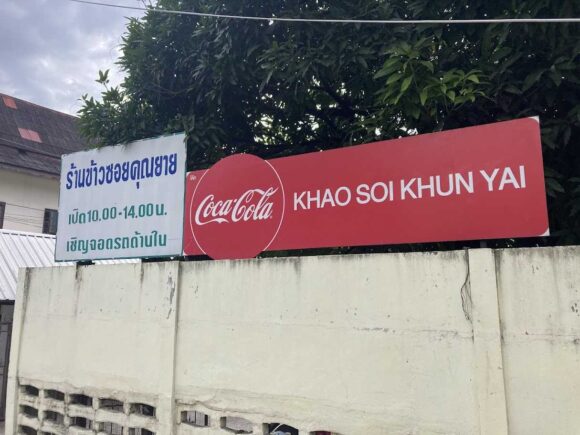 ร้านข้าวซอยคุณยาย
เปิด 10.00-14.00 น.
เชิญจอดรถด้านใน
Coca-Cola
KHAO SOI KHUN YAI